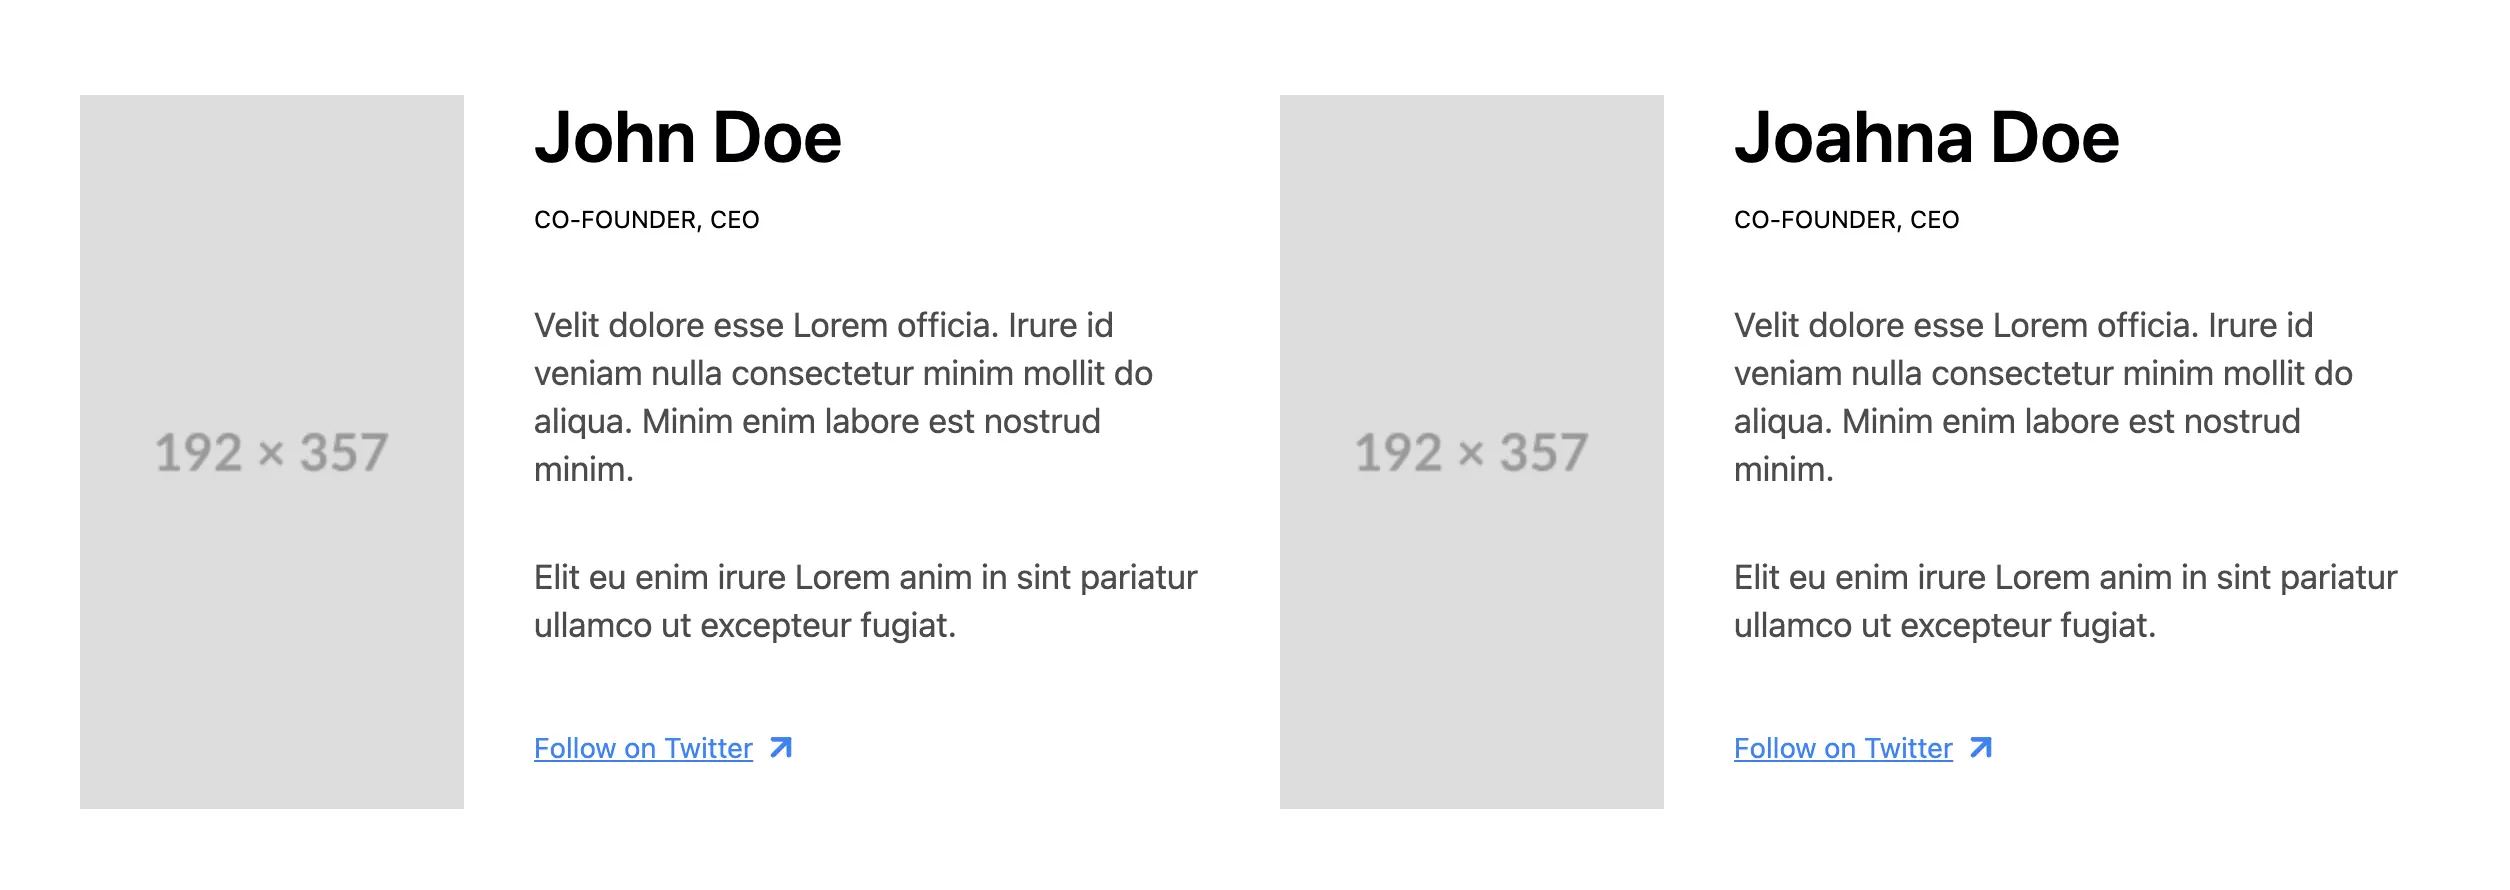 192 × 357
John Doe
CO-FOUNDER, CEO
Velit dolore esse Lorem officia. Irure id
veniam nulla consectetur minim mollit do
aliqua. Minim enim labore est nostrud
minim.
Elit eu enim irure Lorem anim in sint pariatur
ullamco ut excepteur fugiat.
Follow on Twitter
192 × 357
Joahna Doe
CO-FOUNDER, CEO
Velit dolore esse Lorem officia. Irure id
veniam nulla consectetur minim mollit do
aliqua. Minim enim labore est nostrud
minim.
Elit eu enim irure Lorem anim in sint pariatur
ullamco ut excepteur fugiat.
Follow on Twitter